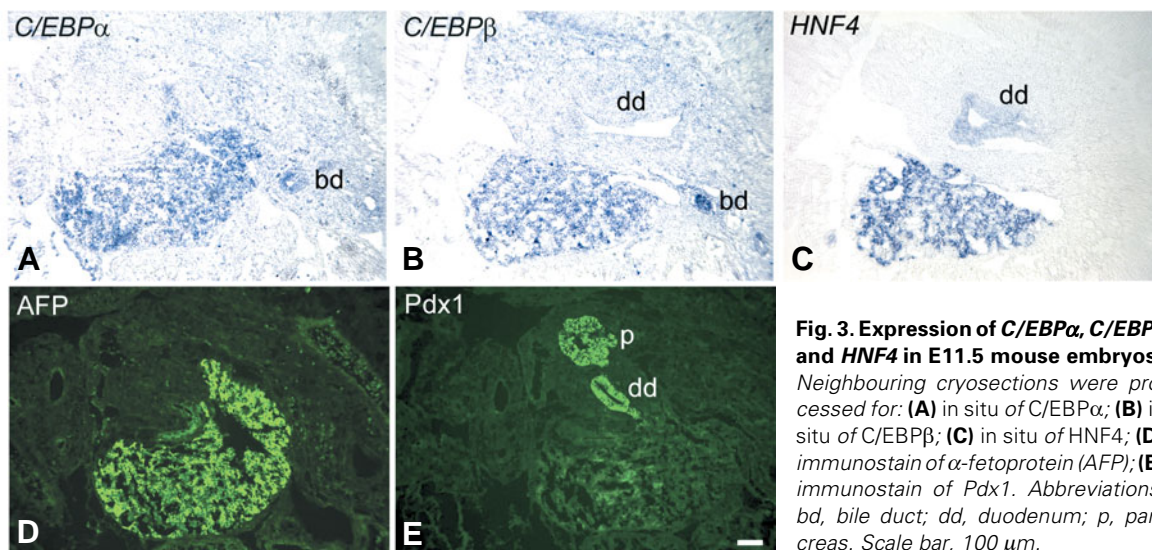 C/EBPα
C/EBPβ
HNF4
dd
dd
bd
bd
A
B
C
AFP
Pdx1
p
dd
D
E
Fig. 3. Expression of C/EBPα, C/EBP
and HNF4 in E11.5 mouse embryos
Neighbouring cryosections were pro
cessed for: (A) in situ of C/EBPα; (B) i
situ of C/EBPβ; (C) in situ of HNF4; (D
immunostain of α-fetoprotein (AFP); (E
immunostain of Pdx1. Abbreviations
bd, bile duct; dd, duodenum; p, pan
creas. Scale bar, 100 μm.